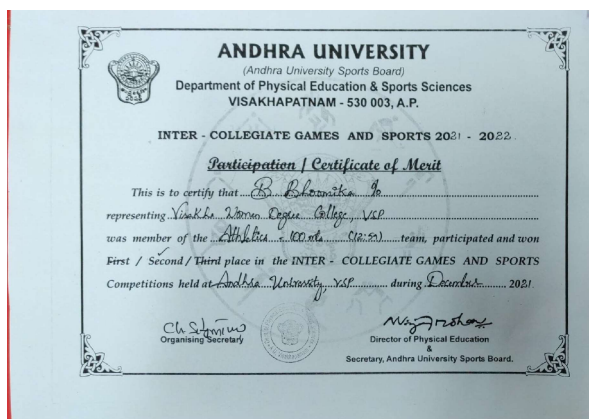 ANDHRA UNIVERSITY
(Andhra University Sports Board)
Department of Physical Education & Sports Sciences
VISAKHAPATNAM - 530 003, A.P.
INTER - COLLEGIATE GAMES AND SPORTS 2021 - 2022
Participation / Certificate of Merit
This is to certify that B Bhoomika
representing Visakha Women Degree College, VSP
was member of the Athletics - 100 mts team, participated and won
First / Second / Third place in the INTER - COLLEGIATE GAMES AND SPORTS
Competitions held at Andhra University, VSP during December 2021.
Organising Secretary
Director of Physical Education
&
Secretary, Andhra University Sports Board.